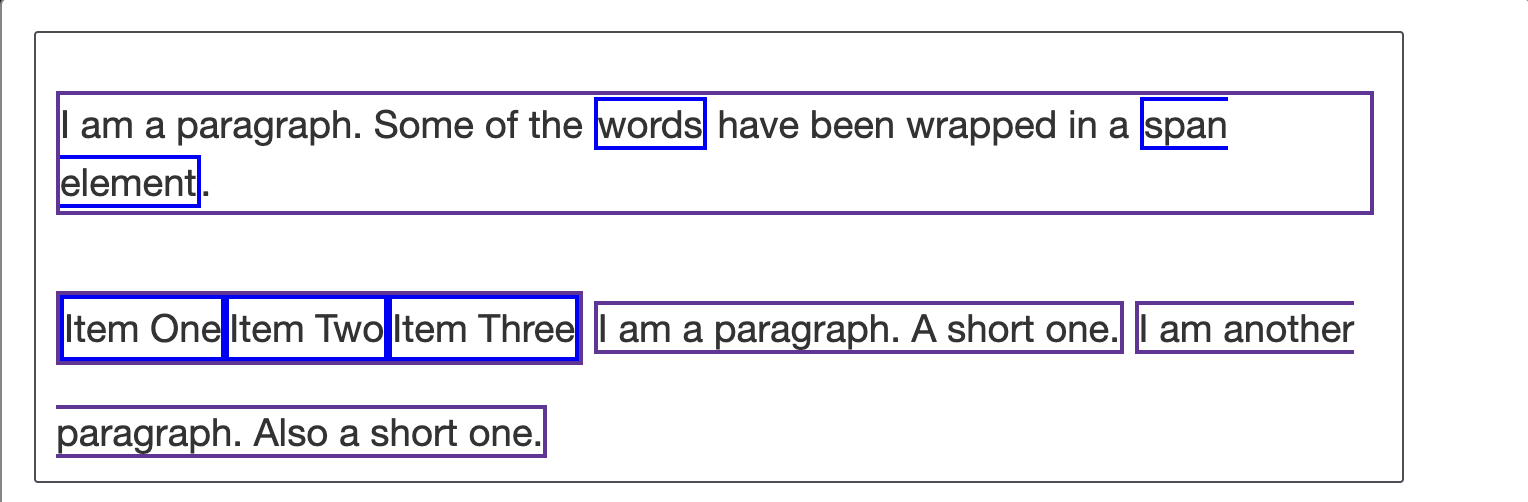 I am a paragraph. Some of the words have been wrapped in a span
element.
Item One Item Two Item Three I am a paragraph. A short one. I am another
paragraph. Also a short one.